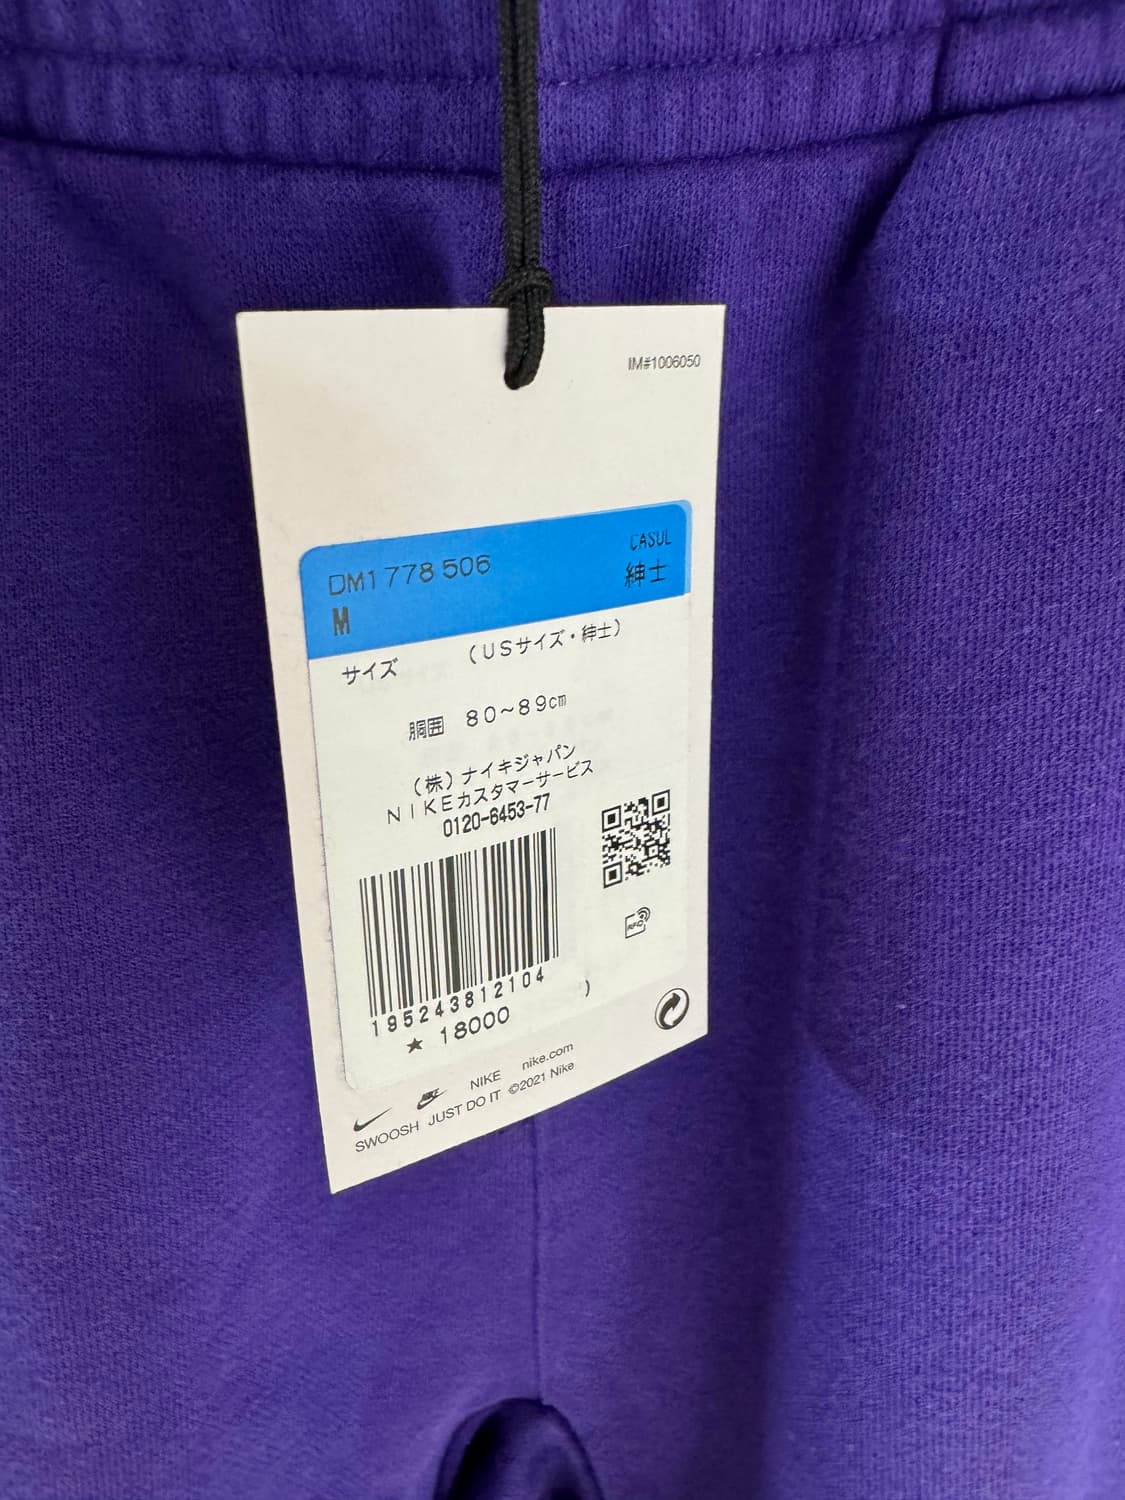 IM#1006050
DM1778 506 CASUL
M 紳士
サイズ (USサイズ・紳士)
胴囲 80~89cm
(株)ナイキジャパン
NIKEカスタマーサービス
0120-6453-77
195243812104
★ 18000 )
NIKE nike.com
SWOOSH JUST DO IT ©2021 Nike